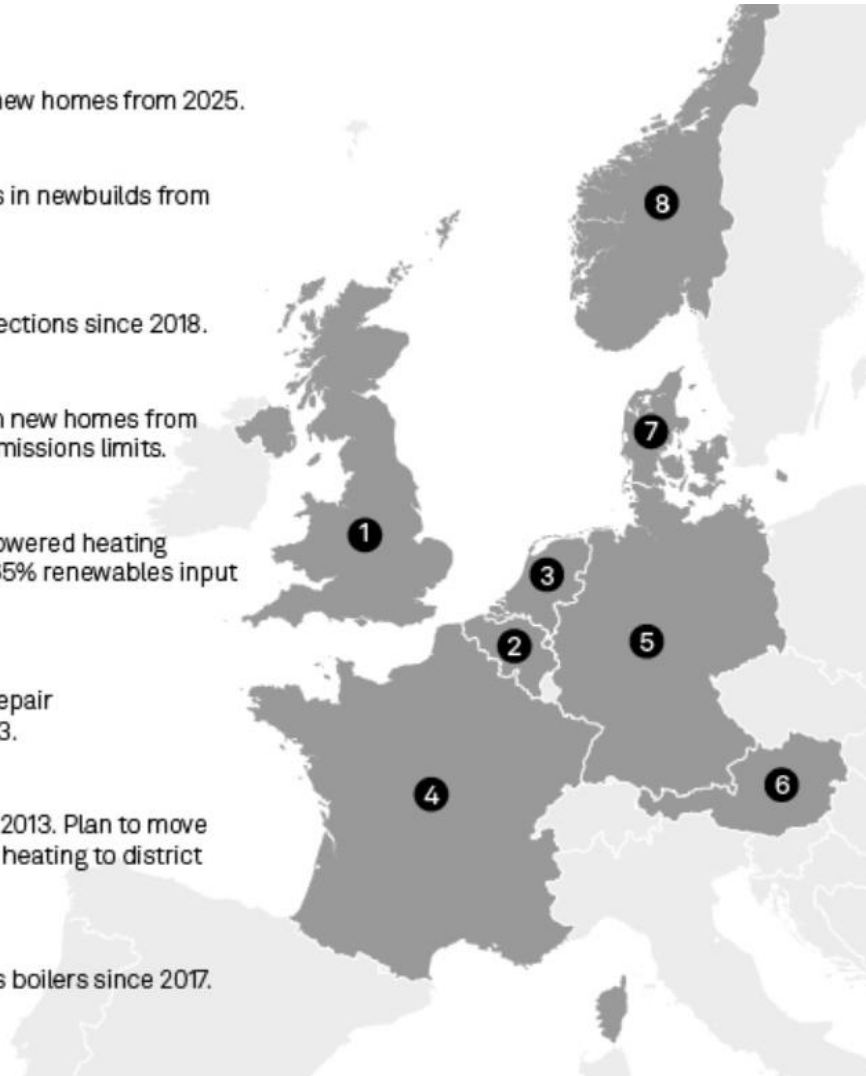 new homes from 2025.
s in newbuilds from
ections since 2018.
n new homes from
missions limits.
owered heating
65% renewables input
epair
3.
2013. Plan to move
heating to district
s boilers since 2017.
8
7
1
3
2
5
6
4